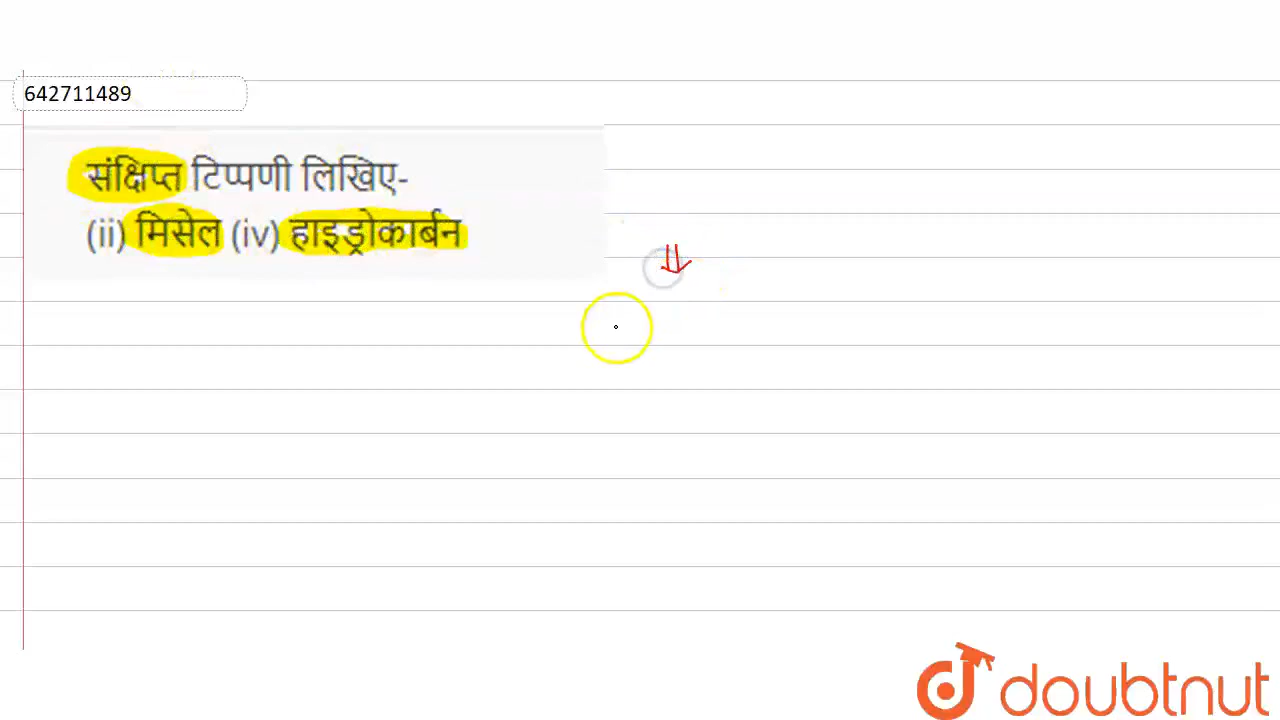 642711489
संक्षिप्त टिप्पणी लिखिए-
(ii) मिसेल (iv) हाइड्रोकार्बन
doubtnut